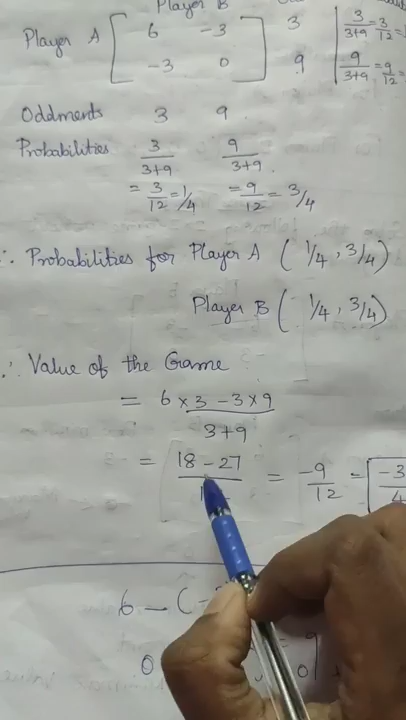 Player B
Player A [ 6 -3 ] 3 | 3/3+9 = 3/12 =
[ -3 0 ] 9 | 9/3+9 = 9/12 =
Oddments 3 9
Probabilities 3/3+9 9/3+9
= 3/12 = 1/4 = 9/12 = 3/4
∴ Probabilities for Player A ( 1/4 , 3/4 )
Player B ( 1/4 , 3/4 )
∴ Value of the Game
= 6 × 3 - 3 × 9
3+9
= 18 - 27 = -9/12 = -3/4
6 - (-
0